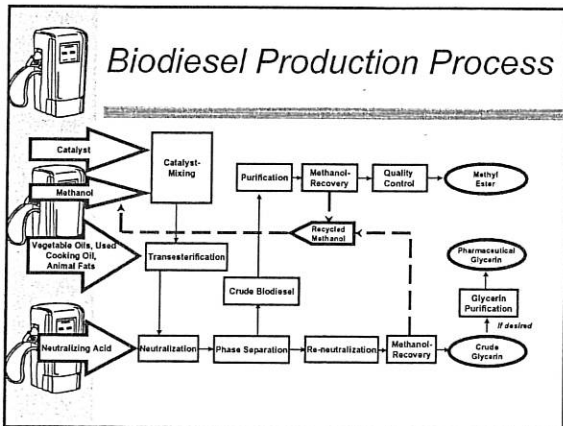 Biodiesel Production Process
Catalyst
Catalyst-
Mixing
Methanol
Purification
Methanol-
Recovery
Quality
Control
Methyl
Ester
Recycled
Methanol
Vegetable Oils, Used
Cooking Oil,
Animal Fats
Transesterification
Pharmaceutical
Glycerin
Crude Biodiesel
Glycerin
Purification
If desired
Neutralizing Acid
Neutralization
Phase Separation
Re-neutralization
Methanol-
Recovery
Crude
Glycerin